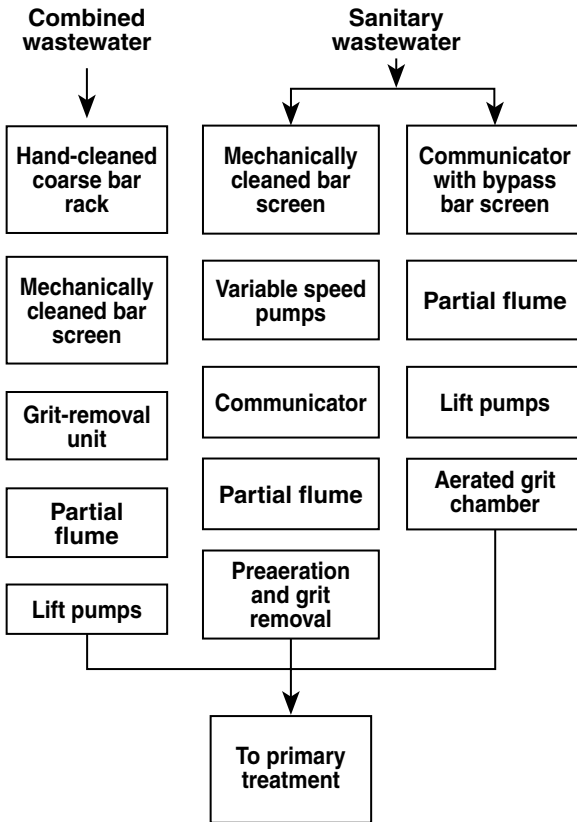 Combined
wastewater
Hand-cleaned
coarse bar
rack
Mechanically
cleaned bar
screen
Grit-removal
unit
Partial
flume
Lift pumps
Sanitary
wastewater
Mechanically
cleaned bar
screen
Variable speed
pumps
Communicator
Partial flume
Preaeration
and grit
removal
Communicator
with bypass
bar screen
Partial flume
Lift pumps
Aerated grit
chamber
To primary
treatment